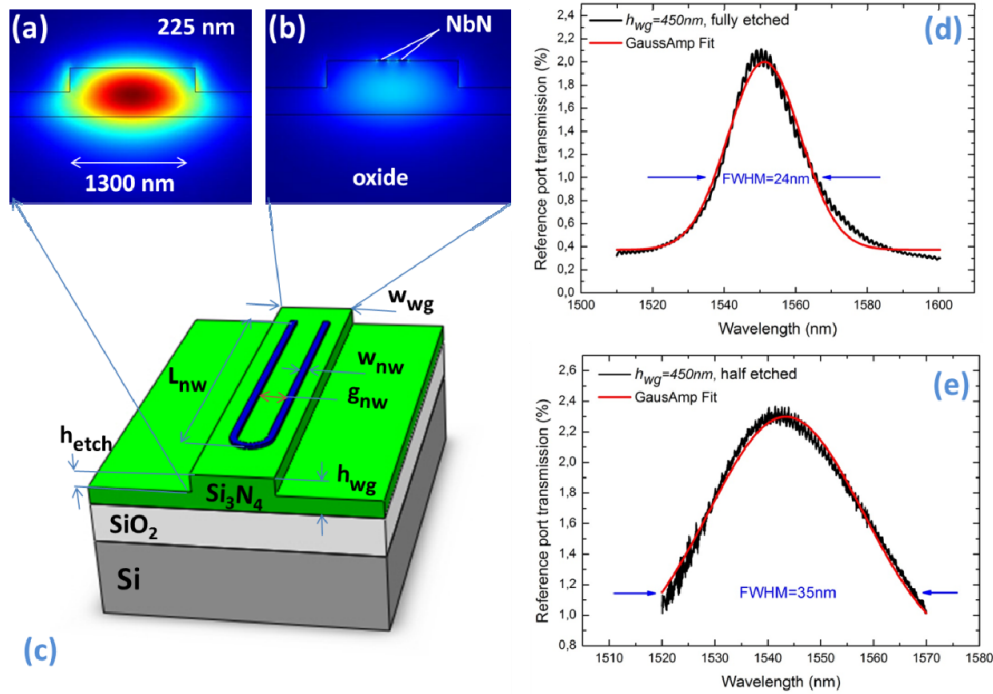 (a)
225 nm
1300 nm
(b)
NbN
oxide
w_wg
w_nw
g_nw
L_nw
h_etch
h_wg
Si₃N₄
SiO₂
Si
(c)
(d)
h_wg=450nm, fully etched
GaussAmp Fit
FWHM=24nm
Reference port transmission (%)
2,4
2,2
2,0
1,8
1,6
1,4
1,2
1,0
0,8
0,6
0,4
0,2
0,0
1500 1520 1540 1560 1580 1600
Wavelength (nm)
(e)
h_wg=450nm, half etched
GausAmp Fit
FWHM=35nm
Reference port transmission (%)
2,6
2,4
2,2
2,0
1,8
1,6
1,4
1,2
1,0
0,8
1510 1520 1530 1540 1550 1560 1570 1580
Wavelength (nm)